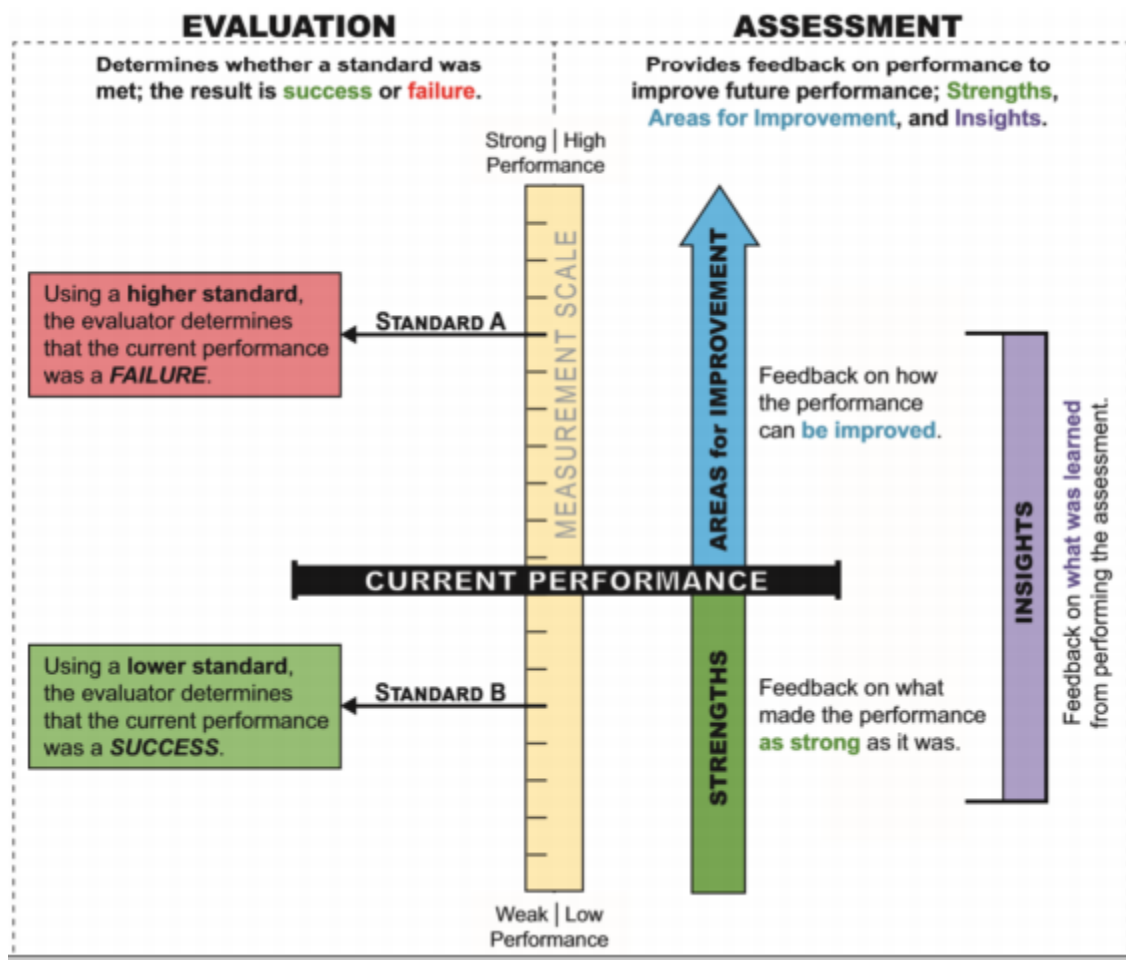 EVALUATION
Determines whether a standard was
met; the result is success or failure.
ASSESSMENT
Provides feedback on performance to
improve future performance; Strengths,
Areas for Improvement, and Insights.
Strong | High
Performance
MEASUREMENT SCALE
Using a higher standard,
the evaluator determines
that the current performance
was a FAILURE.
STANDARD A
AREAS for IMPROVEMENT
Feedback on how
the performance
can be improved.
CURRENT PERFORMANCE
Using a lower standard,
the evaluator determines
that the current performance
was a SUCCESS.
STANDARD B
STRENGTHS
Feedback on what
made the performance
as strong as it was.
INSIGHTS
Feedback on what was learned
from performing the assessment.
Weak | Low
Performance